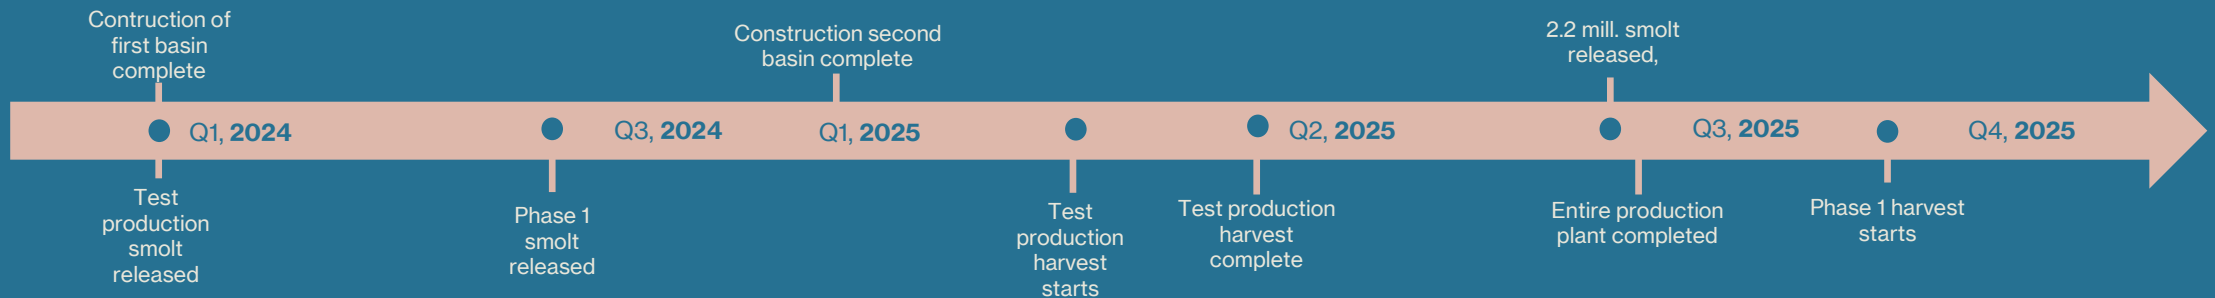 Contruction of
first basin
complete
Construction second
basin complete
2.2 mill. smolt
released,
Q1, 2024
Q3, 2024
Q1, 2025
Q2, 2025
Q3, 2025
Q4, 2025
Test
production
smolt
released
Phase 1
smolt
released
Test
production
harvest
starts
Test production
harvest
complete
Entire production
plant completed
Phase 1 harvest
starts